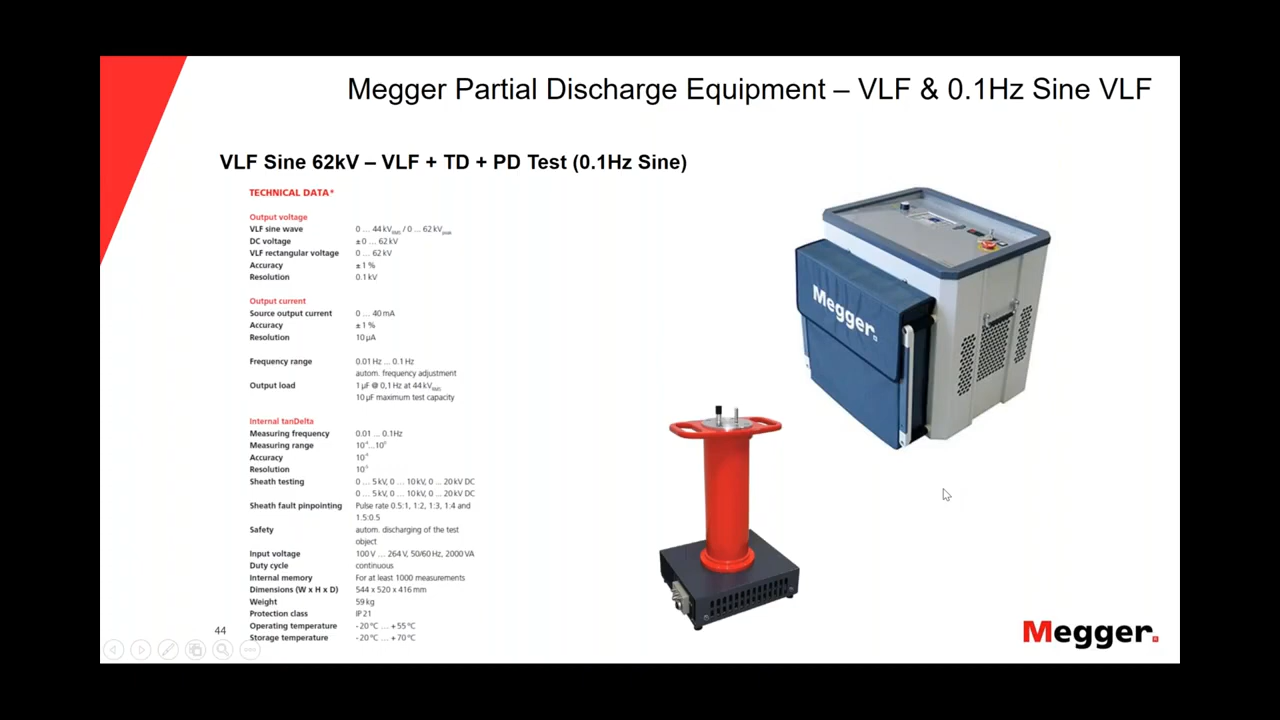 Megger Partial Discharge Equipment – VLF & 0.1Hz Sine VLF
VLF Sine 62kV – VLF + TD + PD Test (0.1Hz Sine)
TECHNICAL DATA*
Output voltage
VLF sine wave 0 ... 44 kVRMS / 0 ... 62 kVpeak
DC voltage ± 0 ... 62 kV
VLF rectangular voltage 0 ... 62 kV
Accuracy ± 1 %
Resolution 0.1 kV
Output current
Source output current 0 ... 40 mA
Accuracy ± 1 %
Resolution 10 µA
Frequency range 0.01 Hz ... 0.1 Hz
autom. frequency adjustment
Output load 1 µF @ 0,1 Hz at 44 kVRMS
10 µF maximum test capacity
Internal tanDelta
Measuring frequency 0.01 ... 0.1Hz
Measuring range
Accuracy
Resolution
Sheath testing 0 ... 5 kV, 0 ... 10 kV, 0 ... 20 kV DC
0 ... 5 kV, 0 ... 10 kV, 0 ... 20 kV DC
Sheath fault pinpointing Pulse rate 0.5:1, 1:2, 1:3, 1:4 and
1.5:0.5
Safety autom. discharging of the test
object
Input voltage 100 V ... 264 V, 50/60 Hz, 2000 VA
Duty cycle continuous
Internal memory For at least 1000 measurements
Dimensions (W x H x D) 544 x 520 x 416 mm
Weight 59 kg
Protection class IP 21
Operating temperature -20 °C ... +55 °C
Storage temperature -20 °C ... +70 °C
44
Megger.
Megger.